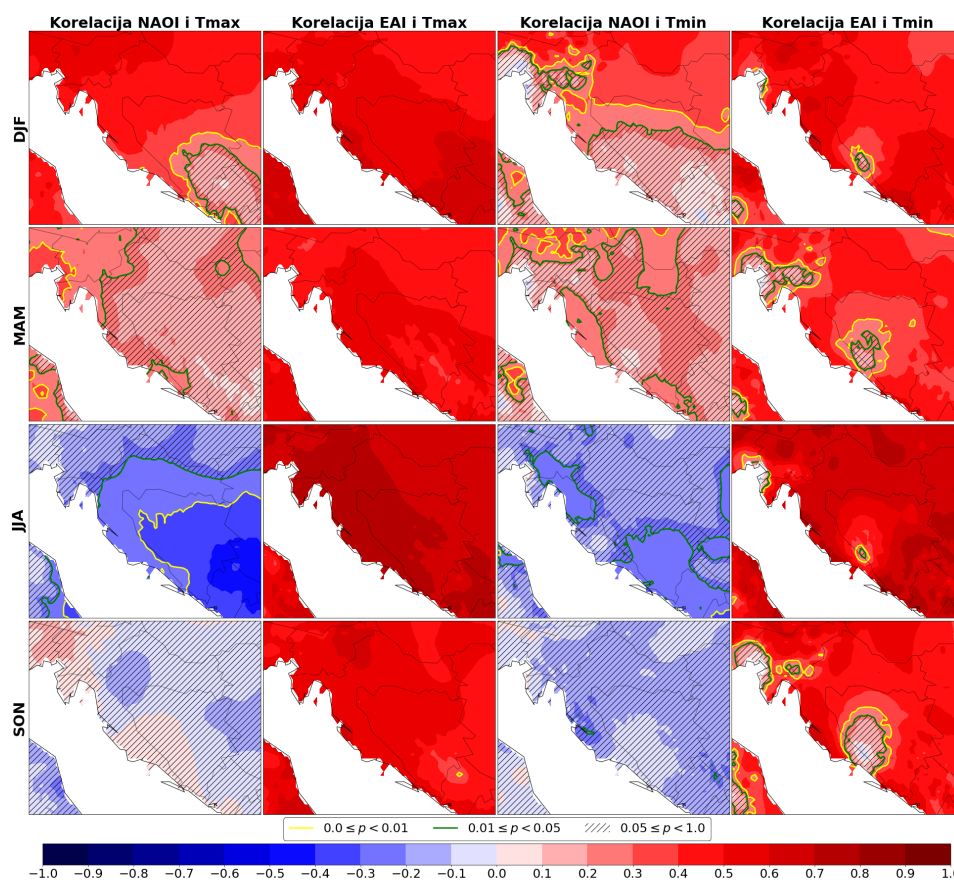 Korelacija NAOI i Tmax Korelacija EAI i Tmax Korelacija NAOI i Tmin Korelacija EAI i Tmin
DJF
MAM
JJA
SON
0.0 ≤ p < 0.01 0.01 ≤ p < 0.05 0.05 ≤ p < 1.0
−1.0 −0.9 −0.8 −0.7 −0.6 −0.5 −0.4 −0.3 −0.2 −0.1 0.0 0.1 0.2 0.3 0.4 0.5 0.6 0.7 0.8 0.9 1.0